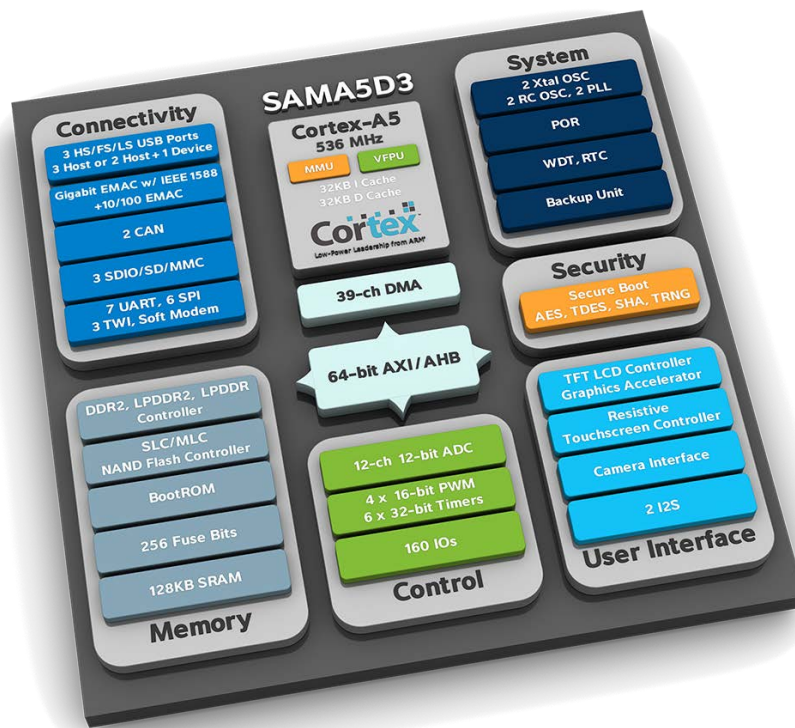 SAMA5D3
Connectivity
3 HS/FS/LS USB Ports
3 Host or 2 Host + 1 Device
Gigabit EMAC w/ IEEE 1588
+10/100 EMAC
2 CAN
3 SDIO/SD/MMC
7 UART, 6 SPI
3 TWI, Soft Modem
Cortex-A5
536 MHz
MMU
VFPU
32KB I Cache
32KB D Cache
Cortex™
Low-Power Leadership from ARM®
System
2 Xtal OSC
2 RC OSC, 2 PLL
POR
WDT, RTC
Backup Unit
39-ch DMA
64-bit AXI / AHB
Security
Secure Boot
AES, TDES, SHA, TRNG
DDR2, LPDDR2, LPDDR
Controller
SLC/MLC
NAND Flash Controller
BootROM
256 Fuse Bits
128KB SRAM
Memory
12-ch 12-bit ADC
4 x 16-bit PWM
6 x 32-bit Timers
160 IOs
Control
TFT LCD Controller
Graphics Accelerator
Resistive
Touchscreen Controller
Camera Interface
2 I2S
User Interface